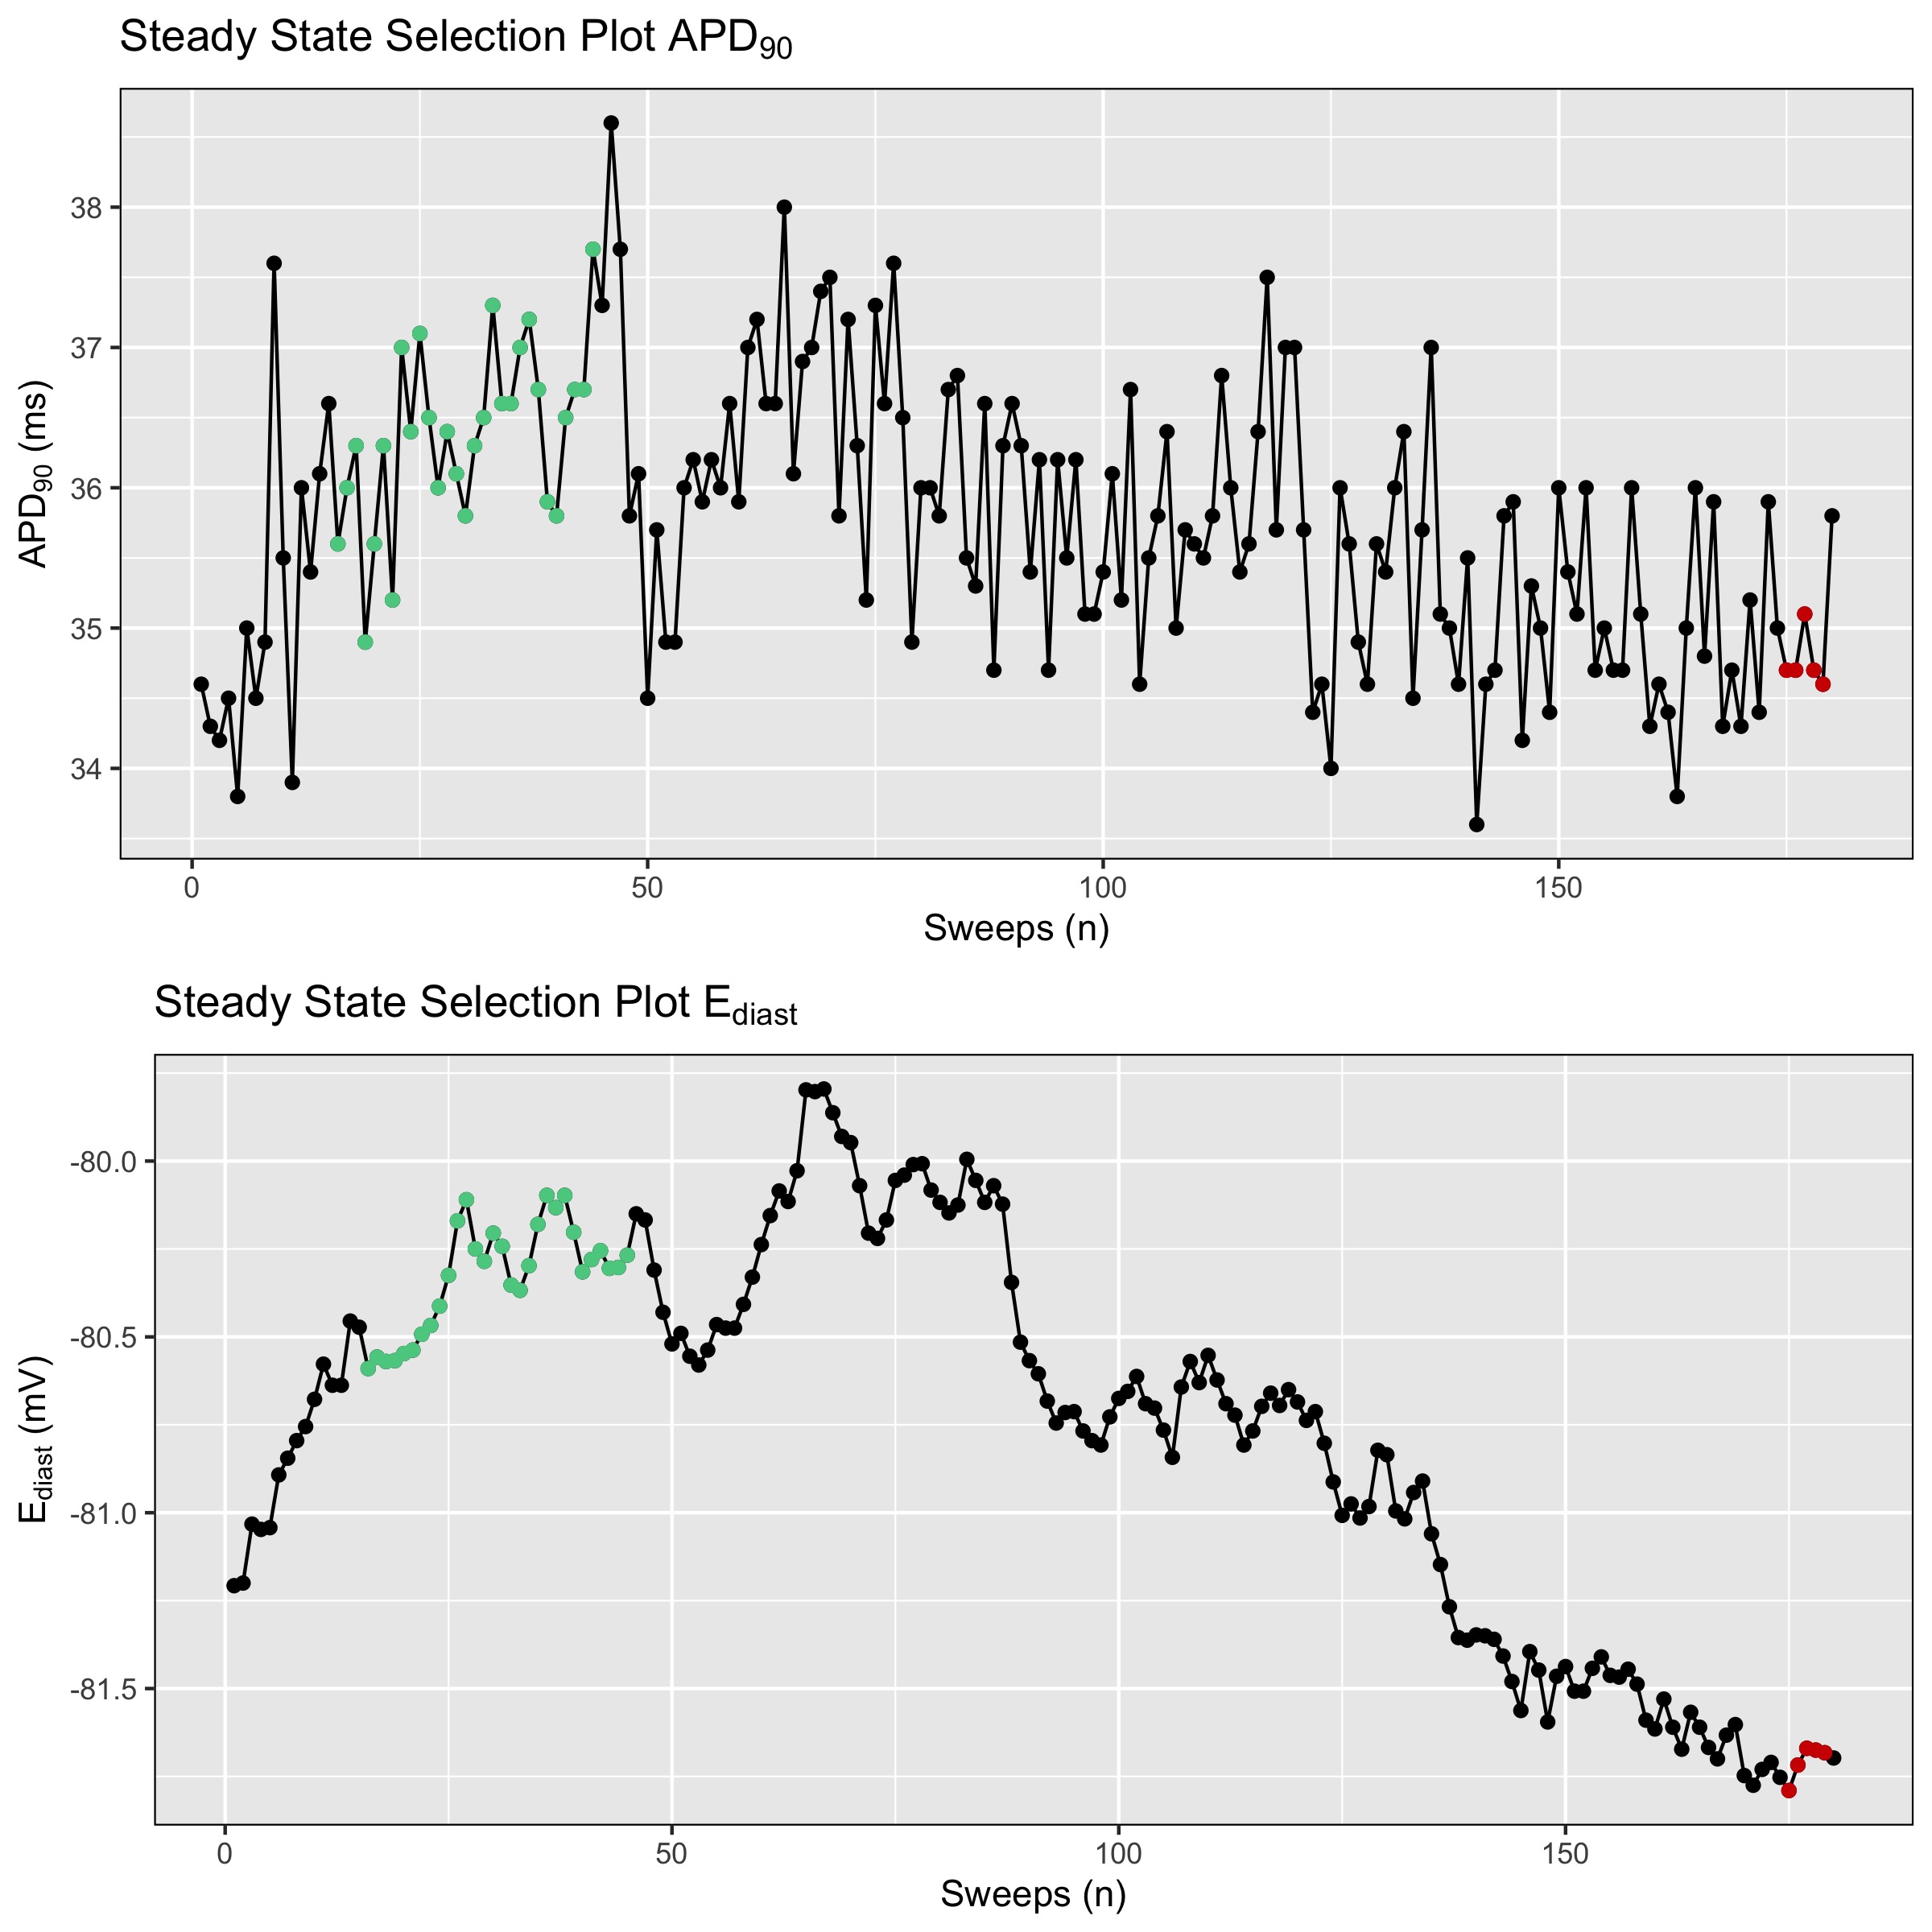 Steady State Selection Plot APD90
38
37
36
35
34
APD90 (ms)
0 50 100 150
Sweeps (n)
Steady State Selection Plot Ediast
-80.0
-80.5
-81.0
-81.5
Ediast (mV)
0 50 100 150
Sweeps (n)